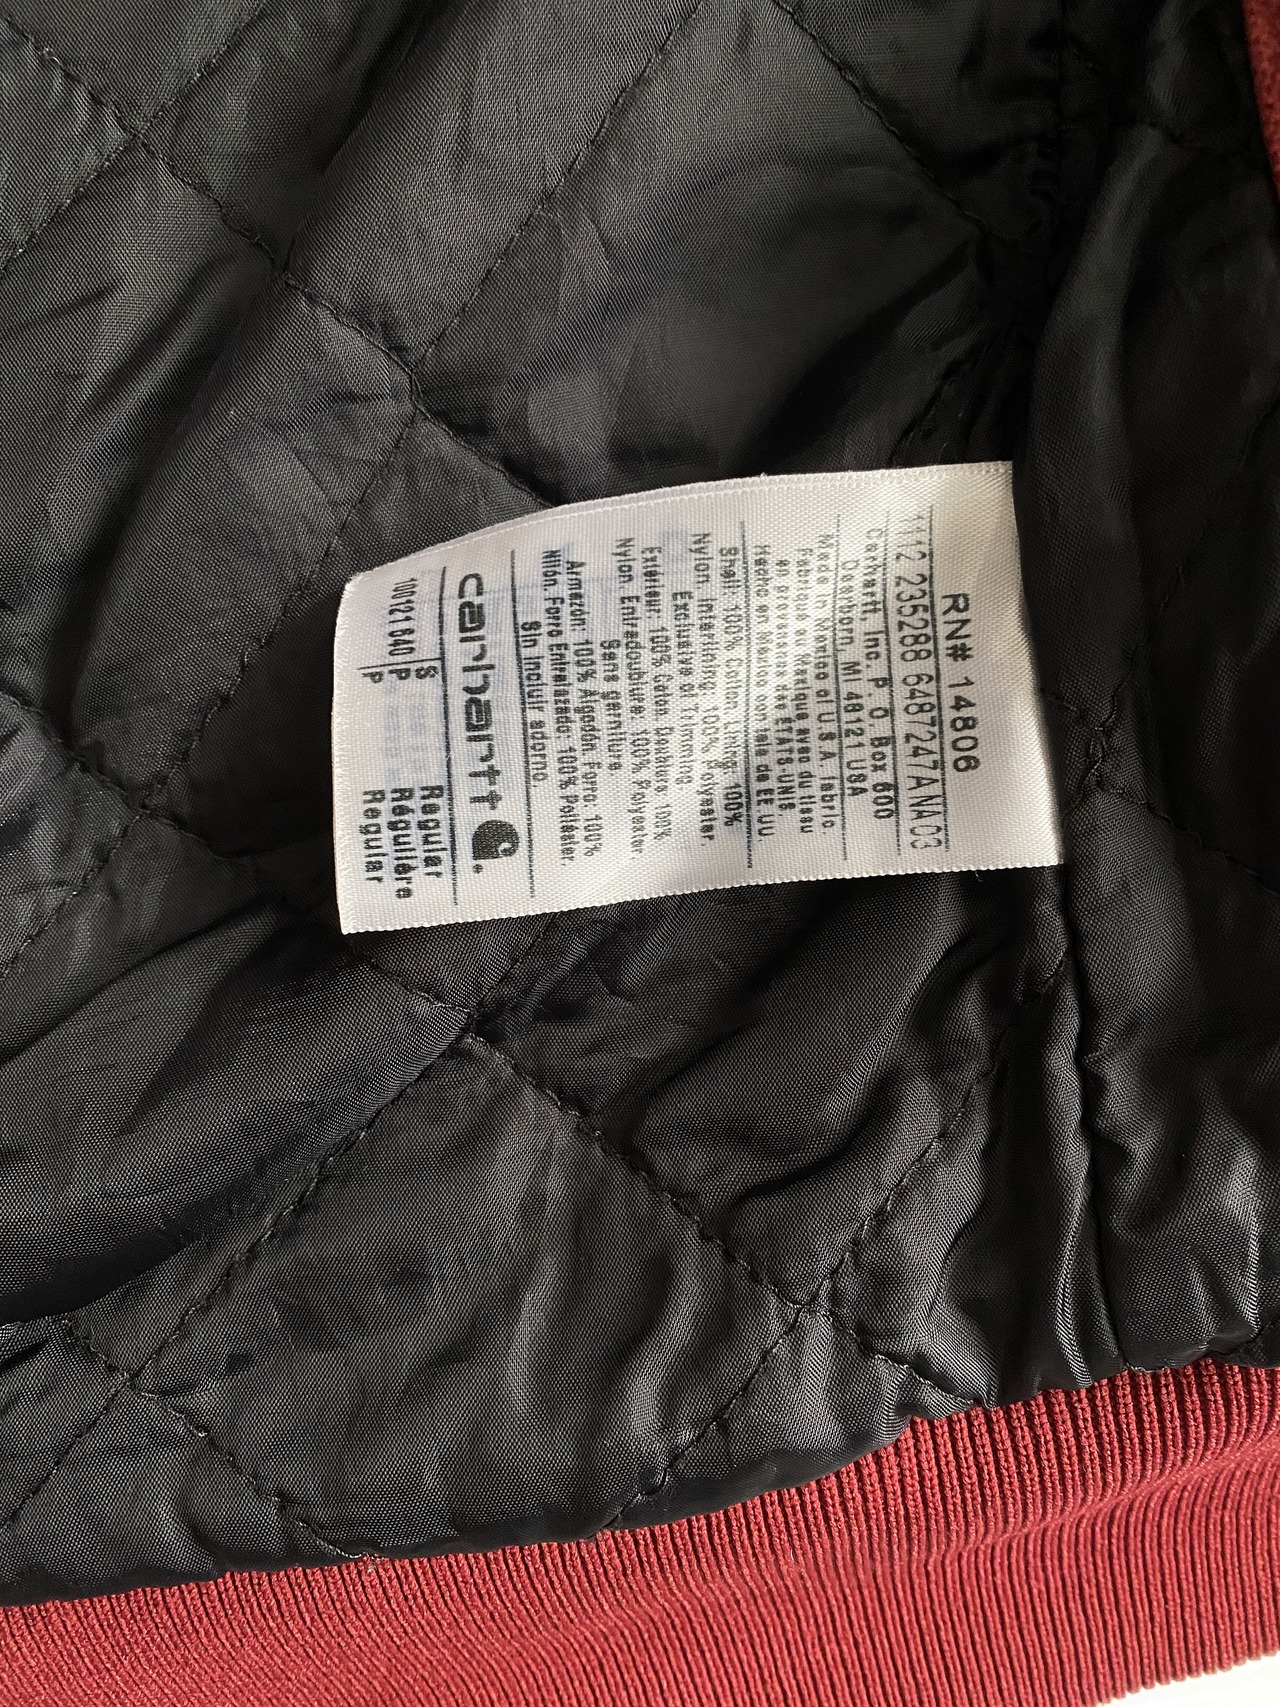 S Regular
100121 640 P Régulière
P Regular
carhartt
Shell: 100% Cotton. Lining: 100%
Nylon. Interlining: 100% Polyester.
Exclusive of Trimming
Extérieur: 100% Coton. Doublure 100%
Nylon. Entredoublure: 100% Polyester.
Sans garniture.
Armezón: 100% Algodón. Forro: 100%
Nilón. Forro Entrelazado: 100% Poliéster.
Sin incluir adorno.
Made in Mexico of U.S.A. fabric
Fabriqué au Mexique avec du tissu
en provenance des ÉTATS-UNIS.
Hecho en México con tela de EE.UU.
Carhartt, Inc. P. O. Box 600
Dearborn, MI 48121 USA
1112 235288 6487247ANA03
RN# 14806